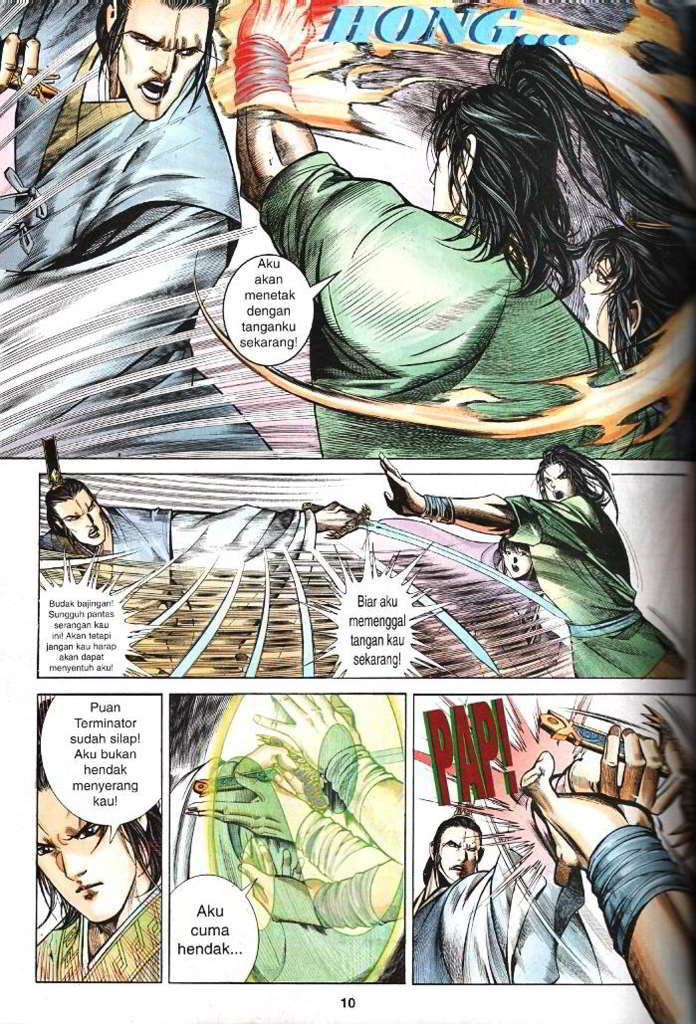 HONG...
Aku
akan
menetak
dengan
tanganku
sekarang!
Budak bajingan!
Sungguh pantas
serangan kau
ini! Akan tetapi
jangan kau harap
akan dapat
menyentuh aku!
Biar aku
memenggal
tangan kau
sekarang!
Puan
Terminator
sudah silap!
Aku bukan
hendak
menyerang
kau!
Aku
cuma
hendak...
PAP!
10